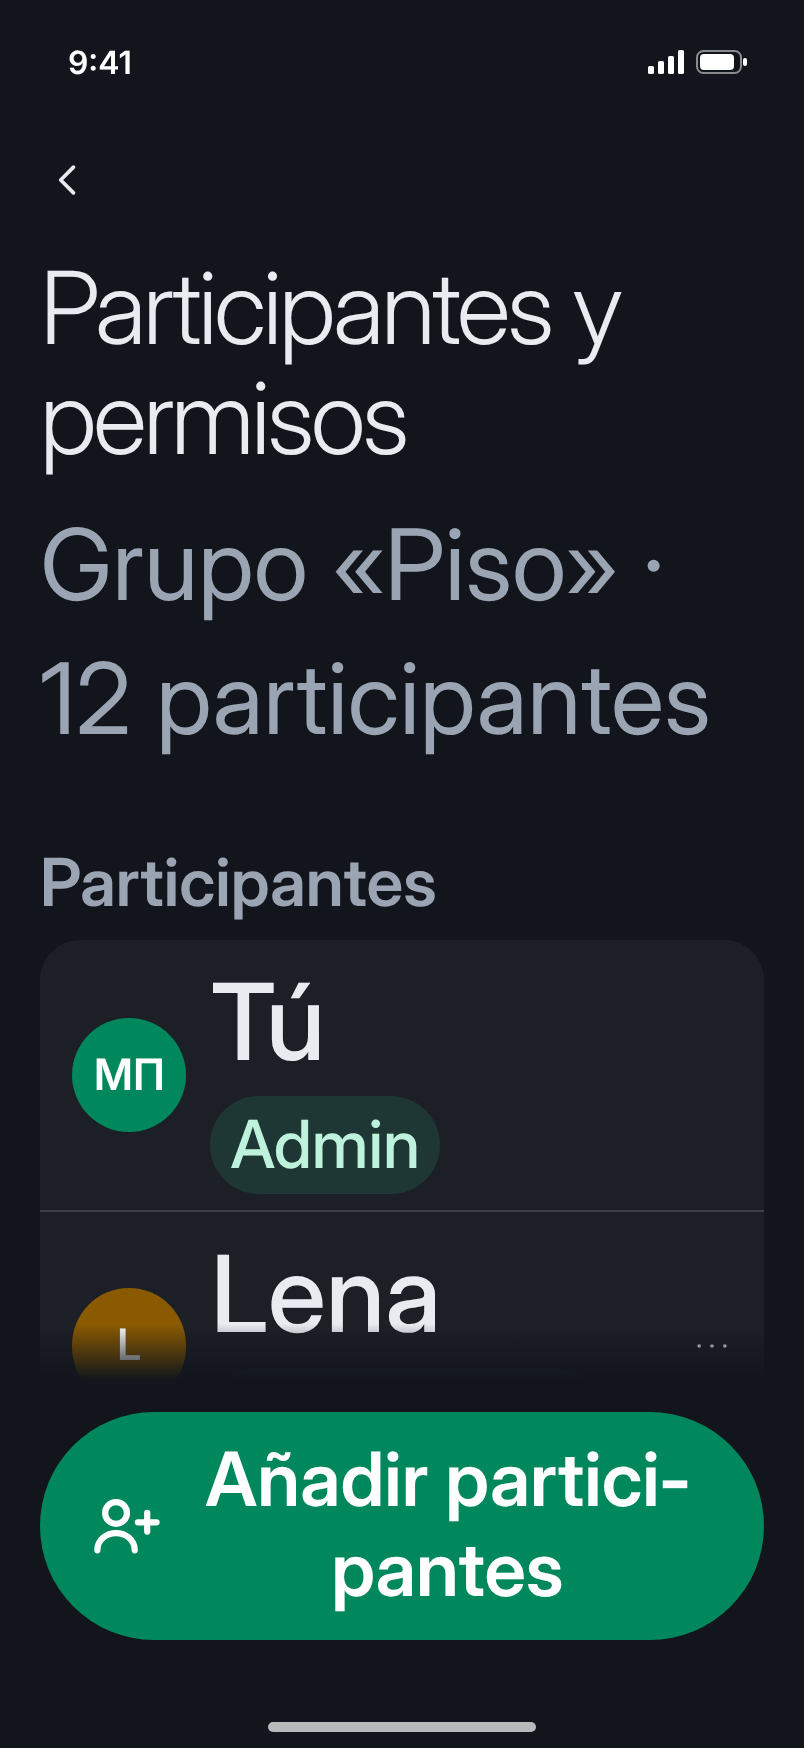 9:41
Participantes y
permisos
Grupo «Piso» ·
12 participantes
Participantes
МП
Tú
Admin
L
Lena
...
Añadir partici-
pantes